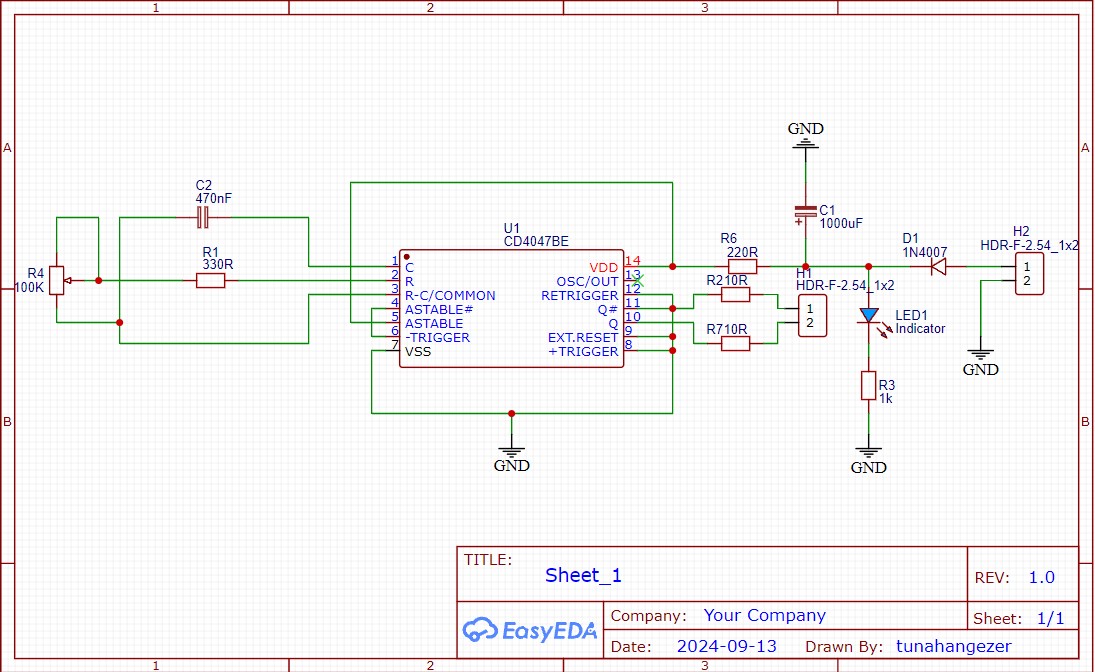 1 2 3
A A
B B
GND
C1
1000uF
C2
470nF
R1
330R
R4
100K
U1
CD4047BE
1 C
2 R
3 R-C/COMMON
4 ASTABLE#
5 ASTABLE
6 -TRIGGER
7 VSS
VDD 14
OSC/OUT 13
RETRIGGER 12
Q# 11
Q 10
EXT.RESET 9
+TRIGGER 8
GND
R6
220R
R210R
R710R
H1
HDR-F-2.54_1x2
1
2
D1
1N4007
H2
HDR-F-2.54_1x2
1
2
GND
LED1
Indicator
R3
1k
GND
TITLE:
Sheet_1
REV: 1.0
EasyEDA
Company: Your Company
Sheet: 1/1
Date: 2024-09-13 Drawn By: tunahangezer
1 2 3